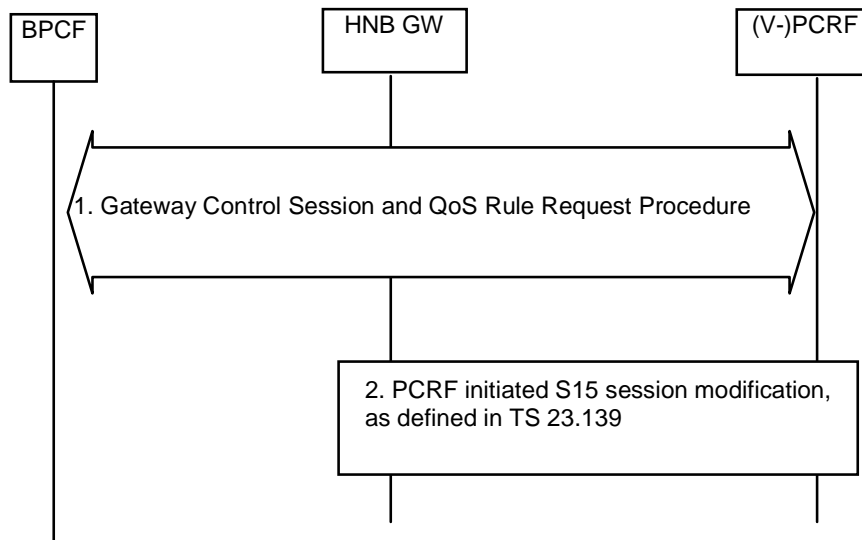 BPCF
HNB GW
(V-)PCRF
1. Gateway Control Session and QoS Rule Request Procedure
2. PCRF initiated S15 session modification,
as defined in TS 23.139